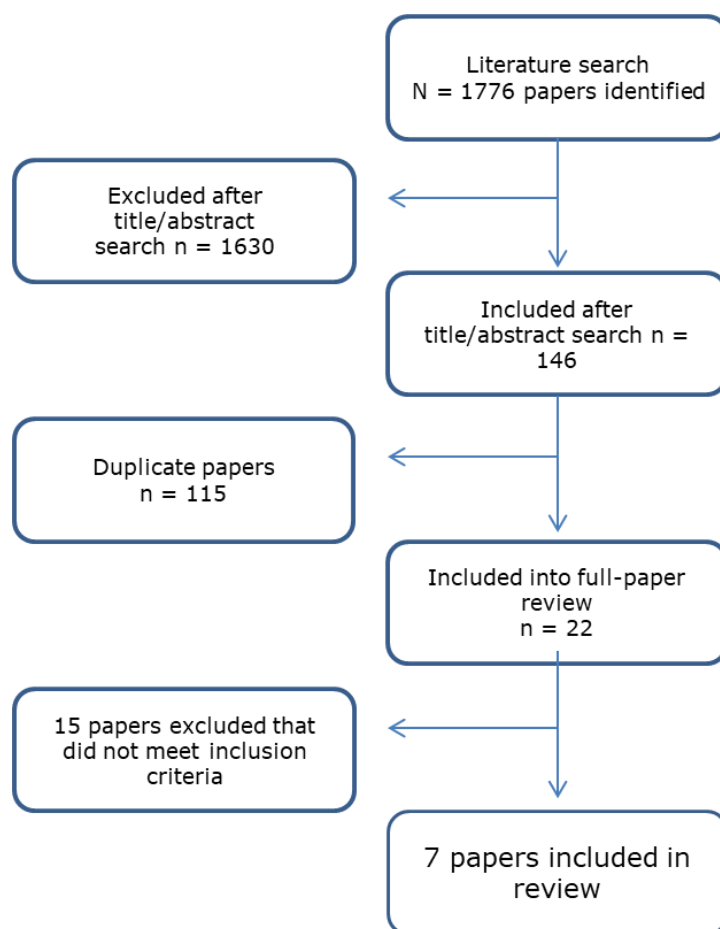 Literature search
N = 1776 papers identified
Excluded after
title/abstract
search n = 1630
Included after
title/abstract search n =
146
Duplicate papers
n = 115
Included into full-paper
review
n = 22
15 papers excluded that
did not meet inclusion
criteria
7 papers included in
review